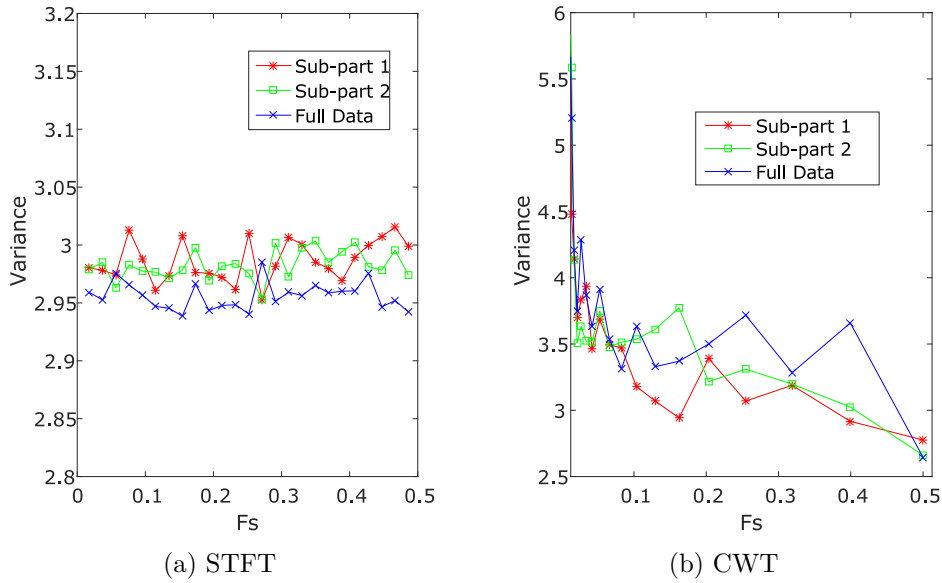 3.2
3.15
3.1
3.05
3
2.95
2.9
2.85
2.8
Variance
0 0.1 0.2 0.3 0.4 0.5
Fs
Sub-part 1
Sub-part 2
Full Data
(a) STFT
6
5.5
5
4.5
4
3.5
3
2.5
Variance
0.1 0.2 0.3 0.4 0.5
Fs
Sub-part 1
Sub-part 2
Full Data
(b) CWT